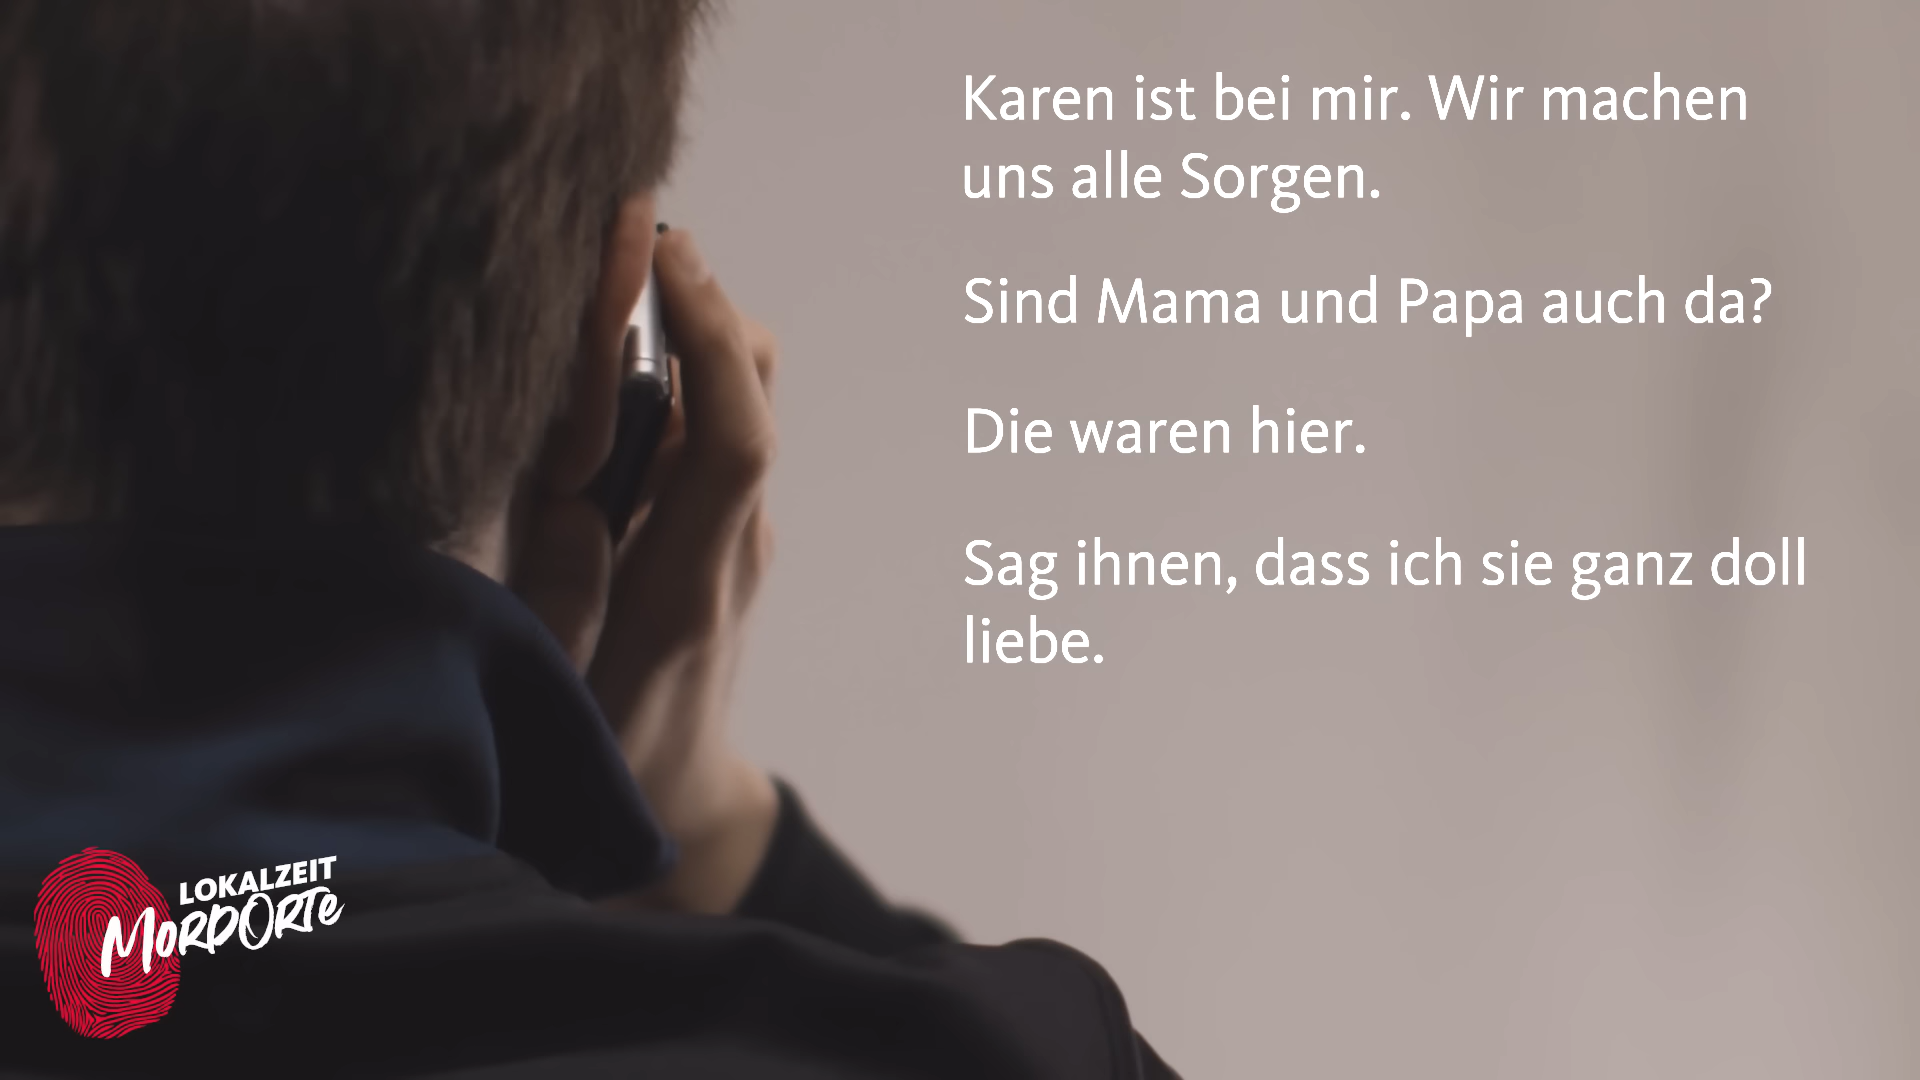 Karen ist bei mir. Wir machen
uns alle Sorgen.
Sind Mama und Papa auch da?
Die waren hier.
Sag ihnen, dass ich sie ganz doll
liebe.
LOKALZEIT
MORDORTE